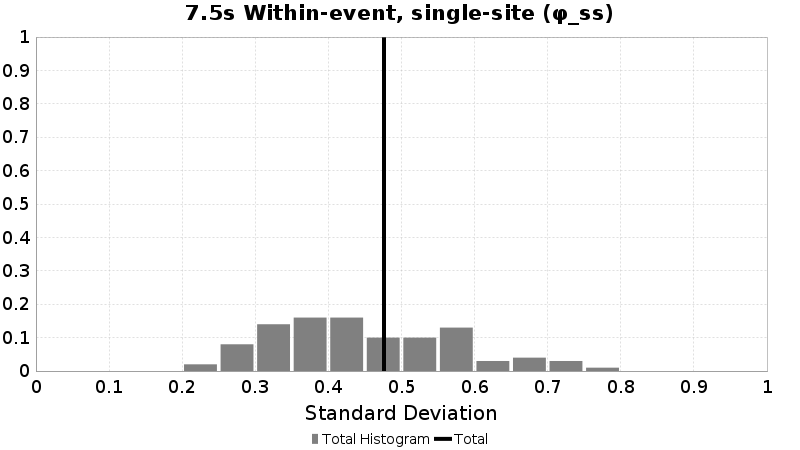 7.5s Within-event, single-site (φ_ss)
1
0.9
0.8
0.7
0.6
0.5
0.4
0.3
0.2
0.1
0
0 0.1 0.2 0.3 0.4 0.5 0.6 0.7 0.8 0.9 1
Standard Deviation
Total Histogram Total